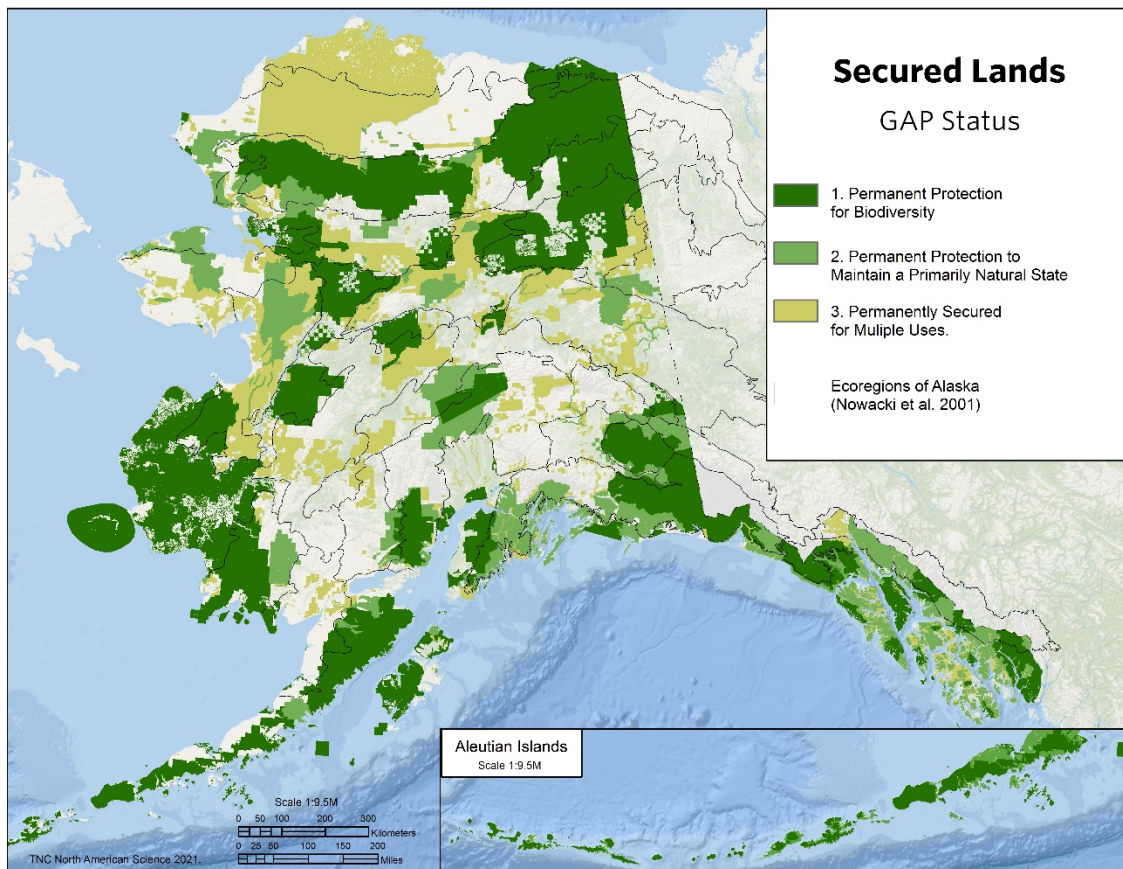 Secured Lands
GAP Status
1. Permanent Protection
for Biodiversity
2. Permanent Protection to
Maintain a Primarily Natural State
3. Permanently Secured
for Muliple Uses.
Ecoregions of Alaska
(Nowacki et al. 2001)
Aleutian Islands
Scale 1:9.5M
Scale 1:9.5M
0 50 100 200 300
Kilometers
0 25 50 100 150 200
Miles
TNC North American Science 2021.